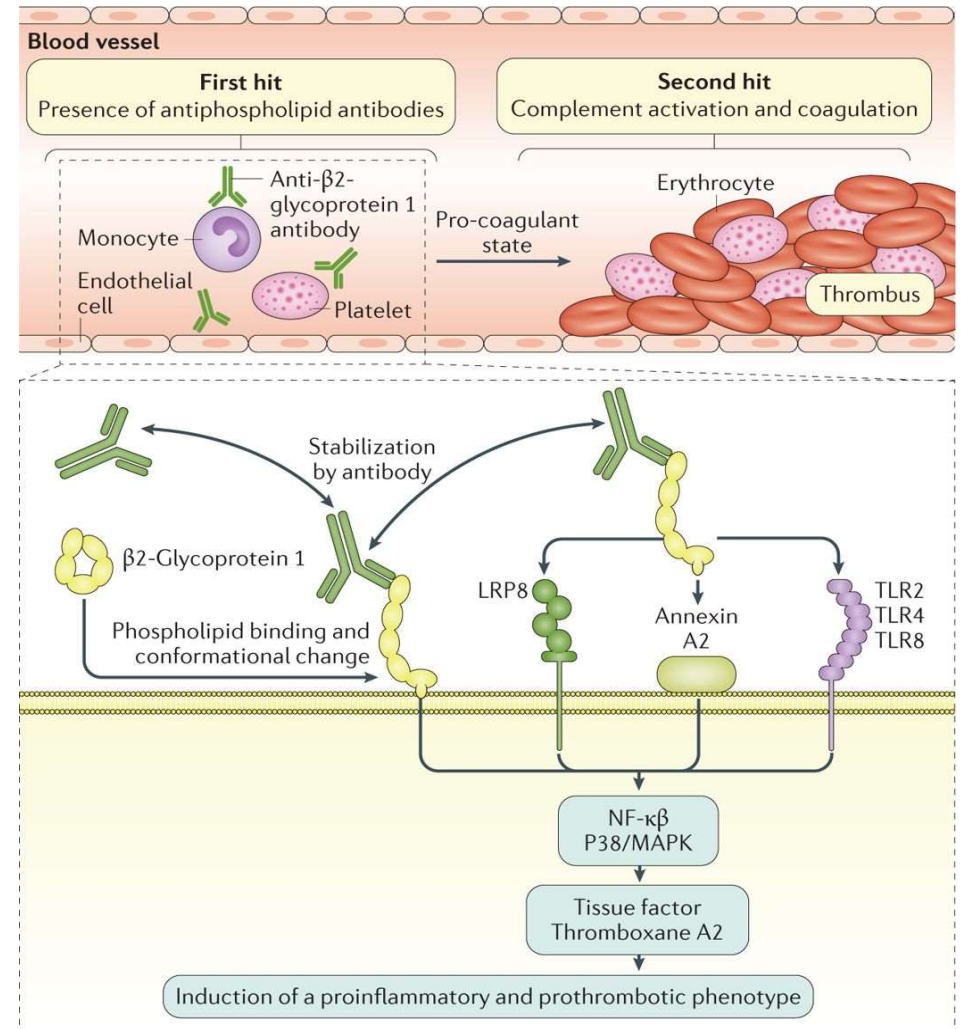 Blood vessel
First hit
Presence of antiphospholipid antibodies
Second hit
Complement activation and coagulation
Anti-β2-
glycoprotein 1
antibody
Monocyte
Endothelial
cell
Platelet
Pro-coagulant
state
Erythrocyte
Thrombus
Stabilization
by antibody
β2-Glycoprotein 1
Phospholipid binding and
conformational change
LRP8
Annexin
A2
TLR2
TLR4
TLR8
NF-κβ
P38/MAPK
Tissue factor
Thromboxane A2
Induction of a proinflammatory and prothrombotic phenotype